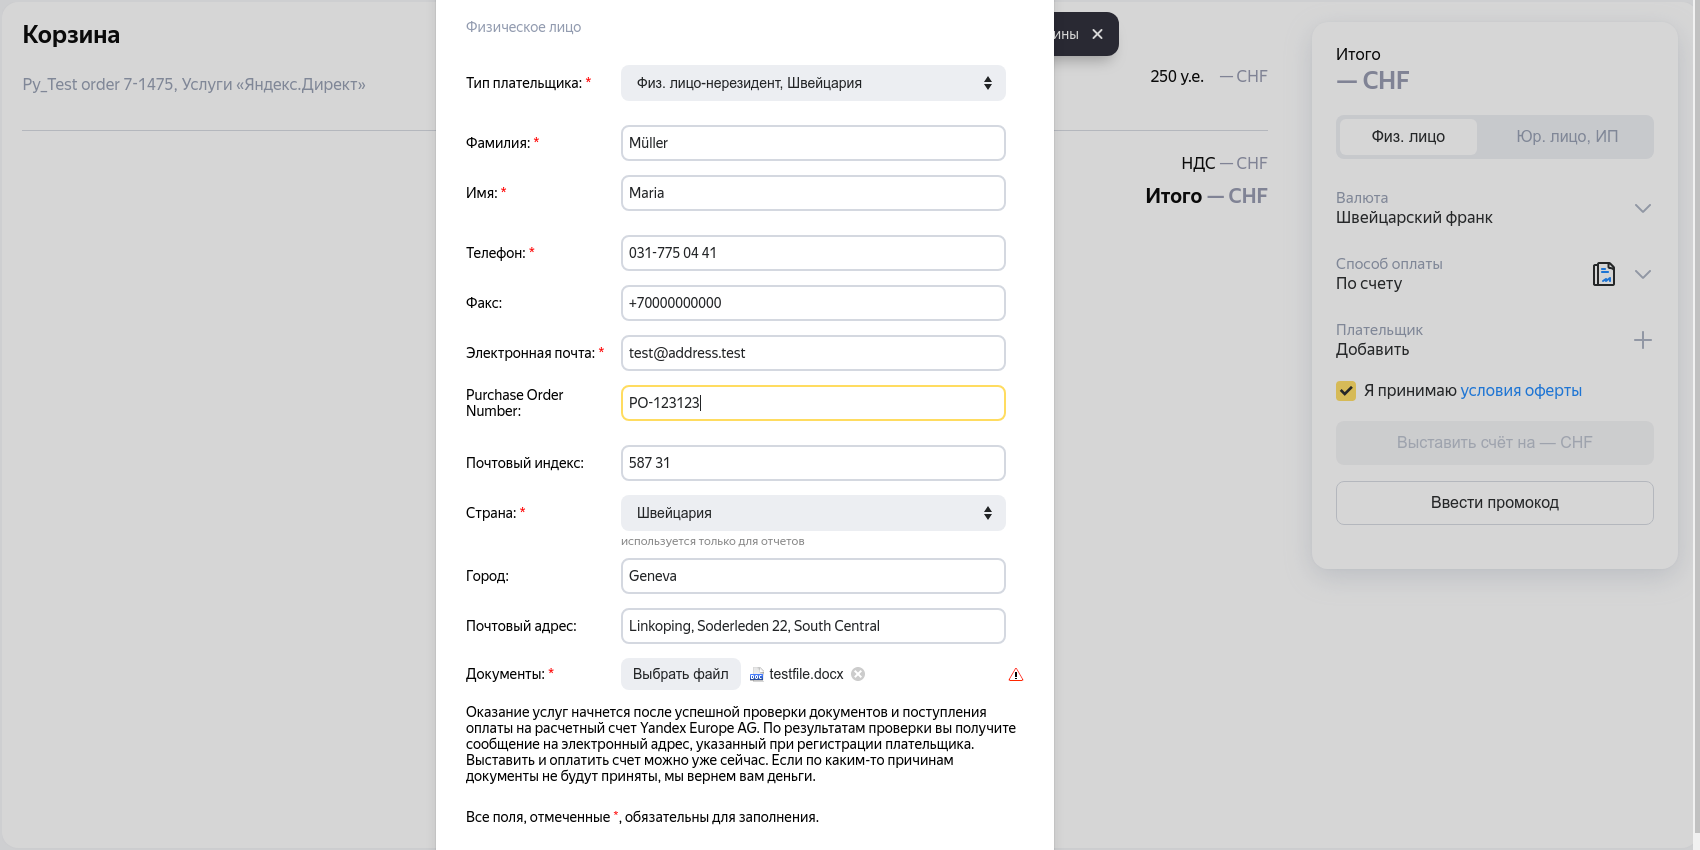 Корзина
Py_Test order 7-1475, Услуги «Яндекс.Директ»
Физическое лицо
Тип плательщика: *
Физ. лицо-нерезидент, Швейцария
Фамилия: *
Müller
Имя: *
Maria
Телефон: *
031-775 04 41
Факс:
+70000000000
Электронная почта: *
test@address.test
Purchase Order
Number:
PO-123123
Почтовый индекс:
587 31
Страна: *
Швейцария
используется только для отчетов
Город:
Geneva
Почтовый адрес:
Linkoping, Soderleden 22, South Central
Документы: *
Выбрать файл
testfile.docx
Оказание услуг начнется после успешной проверки документов и поступления
оплаты на расчетный счет Yandex Europe AG. По результатам проверки вы получите
сообщение на электронный адрес, указанный при регистрации плательщика.
Выставить и оплатить счет можно уже сейчас. Если по каким-то причинам
документы не будут приняты, мы вернем вам деньги.
Все поля, отмеченные *, обязательны для заполнения.
250 у.е. — CHF
НДС — CHF
Итого — CHF
Итого
— CHF
Физ. лицо
Юр. лицо, ИП
Валюта
Швейцарский франк
Способ оплаты
По счету
Плательщик
Добавить
Я принимаю условия оферты
Выставить счёт на — CHF
Ввести промокод